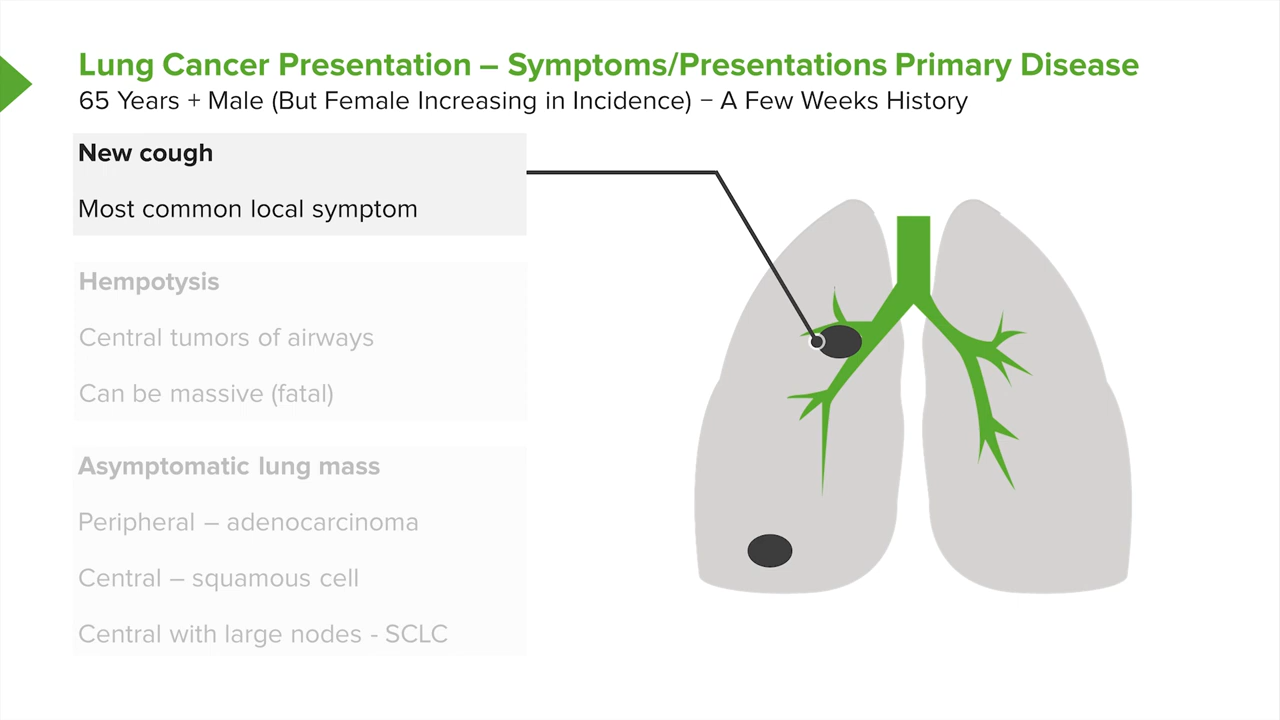 Lung Cancer Presentation – Symptoms/Presentations Primary Disease
65 Years + Male (But Female Increasing in Incidence) – A Few Weeks History
New cough
Most common local symptom
Hempotysis
Central tumors of airways
Can be massive (fatal)
Asymptomatic lung mass
Peripheral – adenocarcinoma
Central – squamous cell
Central with large nodes - SCLC